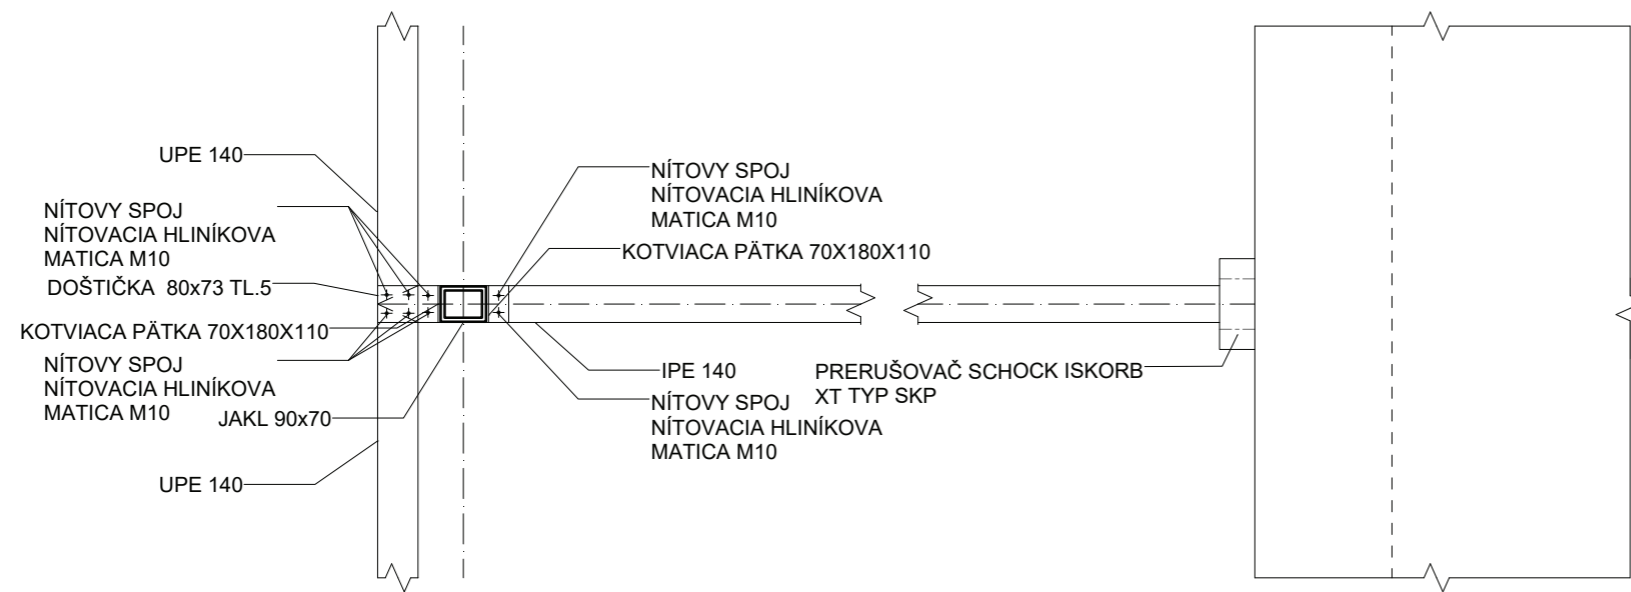 UPE 140
NÍTOVY SPOJ
NÍTOVACIA HLINÍKOVA
MATICA M10
DOŠTIČKA 80x73 TL.5
KOTVIACA PÄTKA 70X180X110
NÍTOVY SPOJ
NÍTOVACIA HLINÍKOVA
MATICA M10
JAKL 90x70
UPE 140
NÍTOVY SPOJ
NÍTOVACIA HLINÍKOVA
MATICA M10
KOTVIACA PÄTKA 70X180X110
IPE 140
NÍTOVY SPOJ
NÍTOVACIA HLINÍKOVA
MATICA M10
PRERUŠOVAČ SCHOCK ISKORB
XT TYP SKP